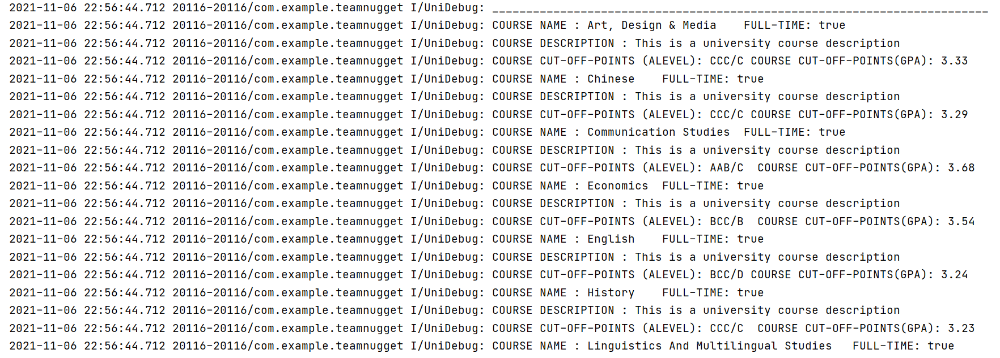 2021-11-06 22:56:44.712 20116-20116/com.example.teamnugget I/UniDebug: _________________________________________________________________________
2021-11-06 22:56:44.712 20116-20116/com.example.teamnugget I/UniDebug: COURSE NAME : Art, Design & Media    FULL-TIME: true
2021-11-06 22:56:44.712 20116-20116/com.example.teamnugget I/UniDebug: COURSE DESCRIPTION : This is a university course description
2021-11-06 22:56:44.712 20116-20116/com.example.teamnugget I/UniDebug: COURSE CUT-OFF-POINTS (ALEVEL): CCC/C COURSE CUT-OFF-POINTS(GPA): 3.33
2021-11-06 22:56:44.712 20116-20116/com.example.teamnugget I/UniDebug: COURSE NAME : Chinese    FULL-TIME: true
2021-11-06 22:56:44.712 20116-20116/com.example.teamnugget I/UniDebug: COURSE DESCRIPTION : This is a university course description
2021-11-06 22:56:44.712 20116-20116/com.example.teamnugget I/UniDebug: COURSE CUT-OFF-POINTS (ALEVEL): CCC/C COURSE CUT-OFF-POINTS(GPA): 3.29
2021-11-06 22:56:44.712 20116-20116/com.example.teamnugget I/UniDebug: COURSE NAME : Communication Studies  FULL-TIME: true
2021-11-06 22:56:44.712 20116-20116/com.example.teamnugget I/UniDebug: COURSE DESCRIPTION : This is a university course description
2021-11-06 22:56:44.712 20116-20116/com.example.teamnugget I/UniDebug: COURSE CUT-OFF-POINTS (ALEVEL): AAB/C  COURSE CUT-OFF-POINTS(GPA): 3.68
2021-11-06 22:56:44.712 20116-20116/com.example.teamnugget I/UniDebug: COURSE NAME : Economics  FULL-TIME: true
2021-11-06 22:56:44.712 20116-20116/com.example.teamnugget I/UniDebug: COURSE DESCRIPTION : This is a university course description
2021-11-06 22:56:44.712 20116-20116/com.example.teamnugget I/UniDebug: COURSE CUT-OFF-POINTS (ALEVEL): BCC/B  COURSE CUT-OFF-POINTS(GPA): 3.54
2021-11-06 22:56:44.712 20116-20116/com.example.teamnugget I/UniDebug: COURSE NAME : English    FULL-TIME: true
2021-11-06 22:56:44.712 20116-20116/com.example.teamnugget I/UniDebug: COURSE DESCRIPTION : This is a university course description
2021-11-06 22:56:44.712 20116-20116/com.example.teamnugget I/UniDebug: COURSE CUT-OFF-POINTS (ALEVEL): BCC/D COURSE CUT-OFF-POINTS(GPA): 3.24
2021-11-06 22:56:44.712 20116-20116/com.example.teamnugget I/UniDebug: COURSE NAME : History    FULL-TIME: true
2021-11-06 22:56:44.712 20116-20116/com.example.teamnugget I/UniDebug: COURSE DESCRIPTION : This is a university course description
2021-11-06 22:56:44.712 20116-20116/com.example.teamnugget I/UniDebug: COURSE CUT-OFF-POINTS (ALEVEL): CCC/C  COURSE CUT-OFF-POINTS(GPA): 3.23
2021-11-06 22:56:44.712 20116-20116/com.example.teamnugget I/UniDebug: COURSE NAME : Linguistics And Multilingual Studies   FULL-TIME: true